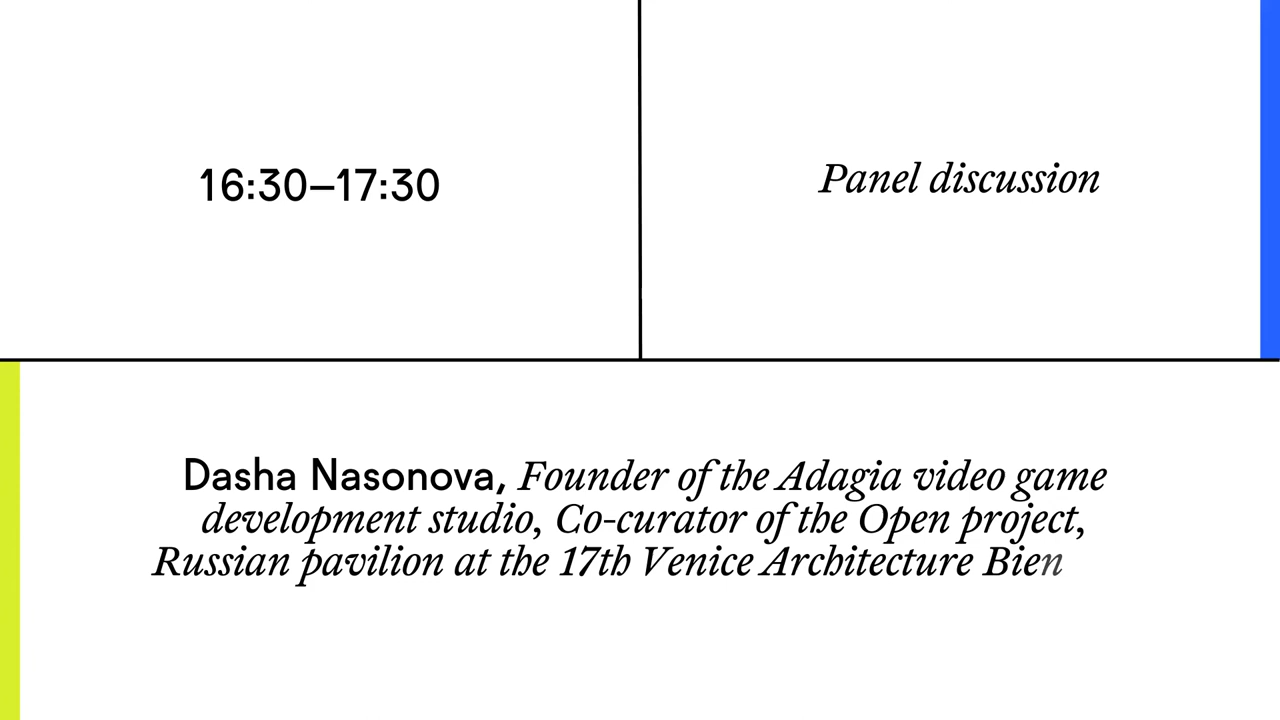 16:30–17:30
Panel discussion
Dasha Nasonova, Founder of the Adagia video game
development studio, Co-curator of the Open project,
Russian pavilion at the 17th Venice Architecture Bien